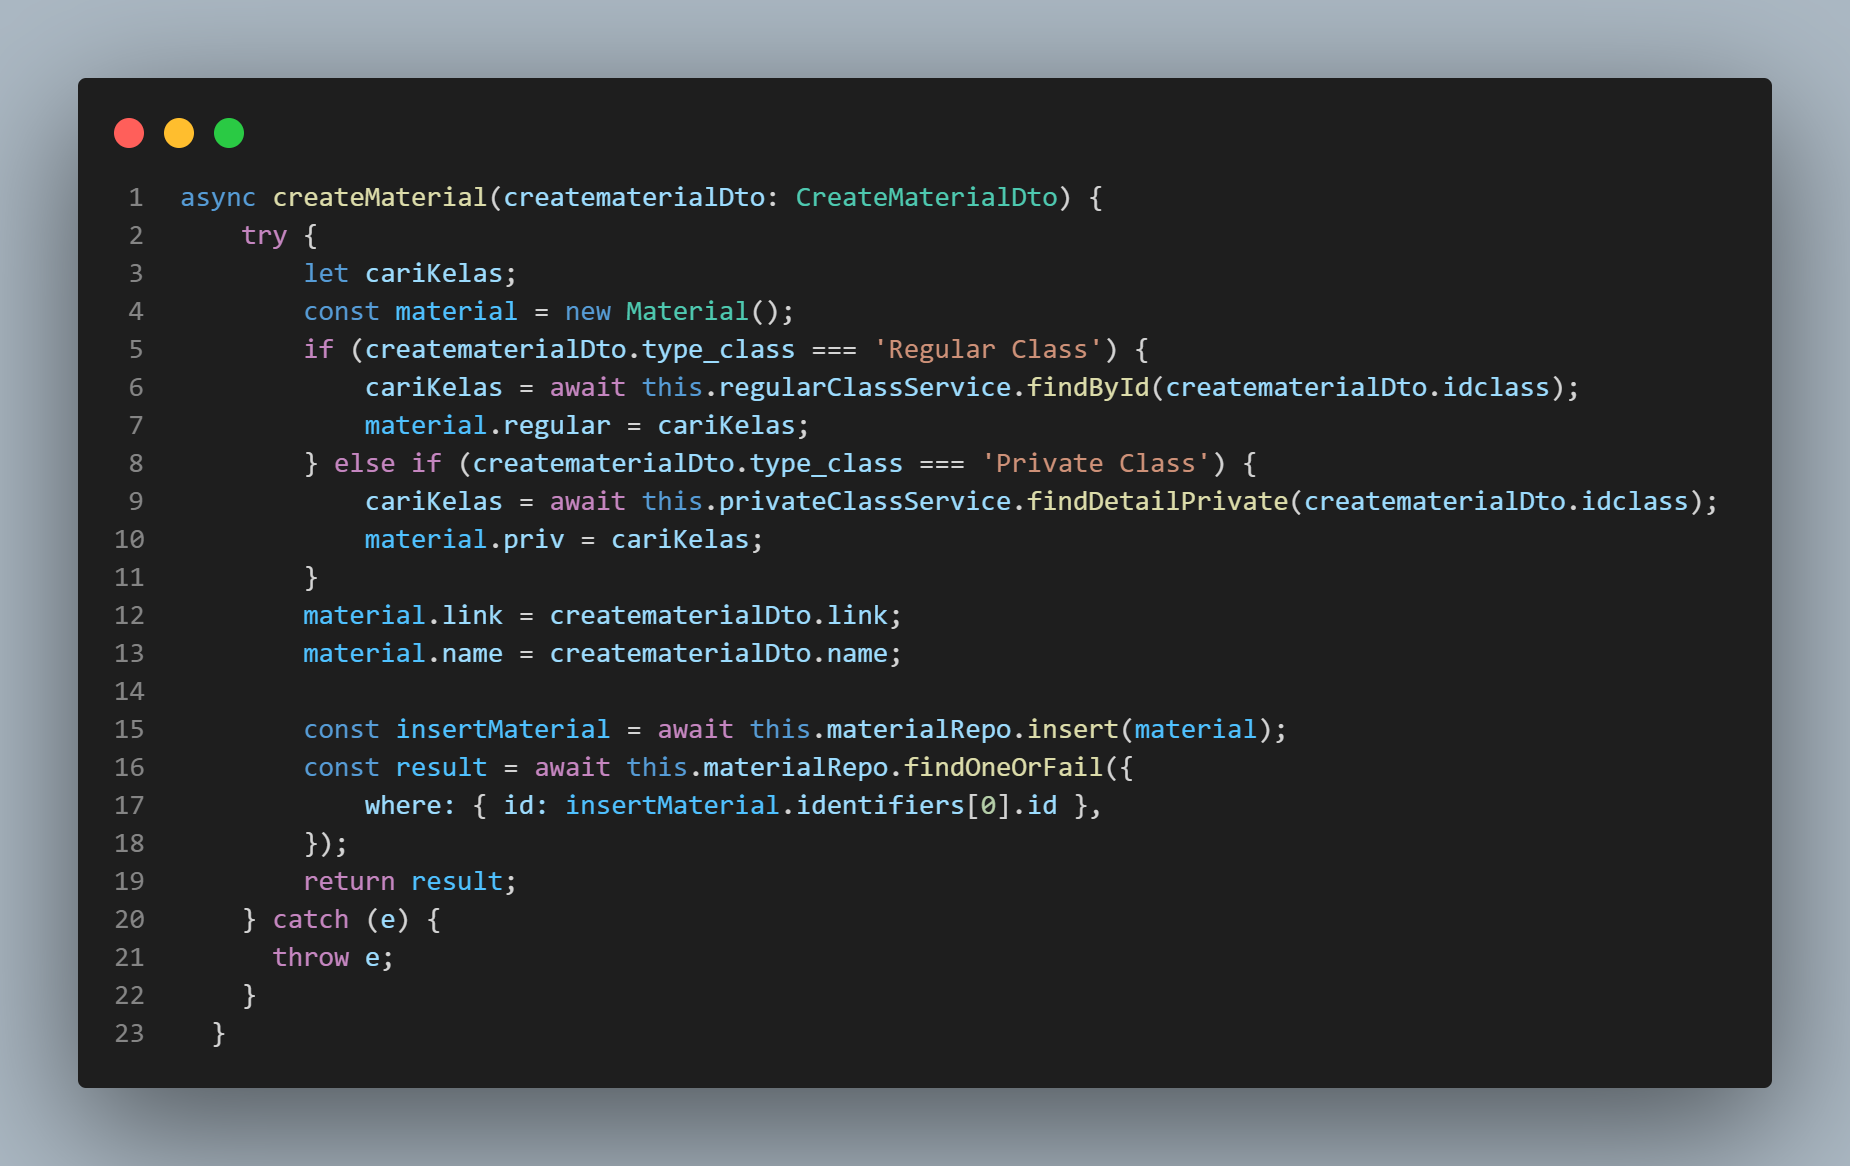 1 async createMaterial(creatematerialDto: CreateMaterialDto) {
2     try {
3         let cariKelas;
4         const material = new Material();
5         if (creatematerialDto.type_class === 'Regular Class') {
6             cariKelas = await this.regularClassService.findById(creatematerialDto.idclass);
7             material.regular = cariKelas;
8         } else if (creatematerialDto.type_class === 'Private Class') {
9             cariKelas = await this.privateClassService.findDetailPrivate(creatematerialDto.idclass);
10             material.priv = cariKelas;
11         }
12         material.link = creatematerialDto.link;
13         material.name = creatematerialDto.name;
14
15         const insertMaterial = await this.materialRepo.insert(material);
16         const result = await this.materialRepo.findOneOrFail({
17             where: { id: insertMaterial.identifiers[0].id },
18         });
19         return result;
20     } catch (e) {
21       throw e;
22     }
23   }